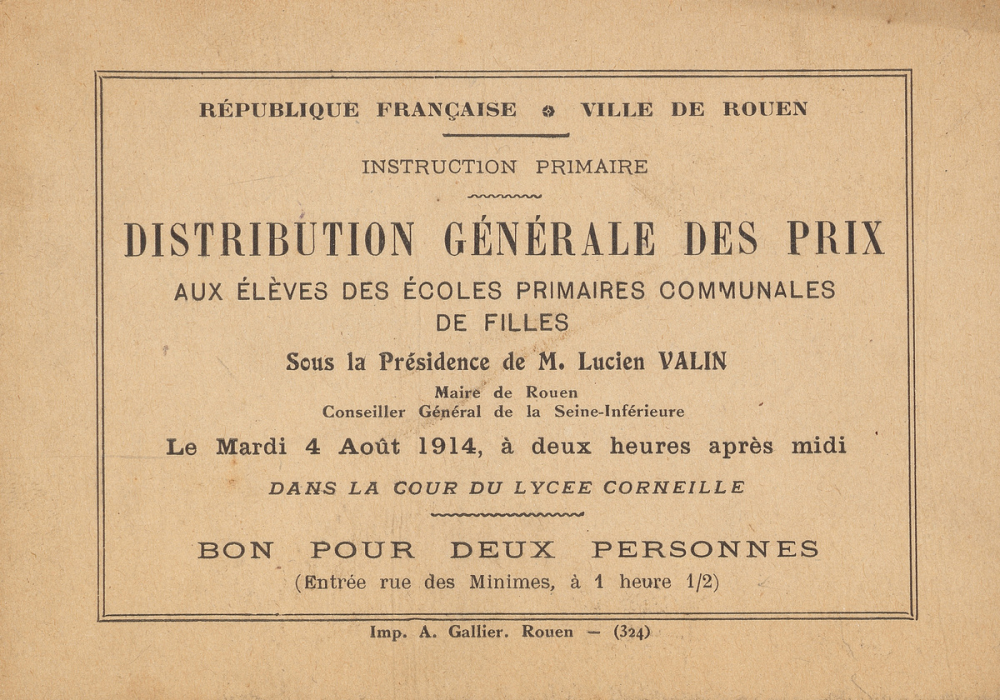 RÉPUBLIQUE FRANÇAISE VILLE DE ROUEN
INSTRUCTION PRIMAIRE
DISTRIBUTION GÉNÉRALE DES PRIX
AUX ÉLÈVES DES ÉCOLES PRIMAIRES COMMUNALES
DE FILLES
Sous la Présidence de M. Lucien VALIN
Maire de Rouen
Conseiller Général de la Seine-Inférieure
Le Mardi 4 Août 1914, à deux heures après midi
DANS LA COUR DU LYCEE CORNEILLE
BON POUR DEUX PERSONNES
(Entrée rue des Minimes, à 1 heure 1/2)
Imp. A. Gallier. Rouen — (324)